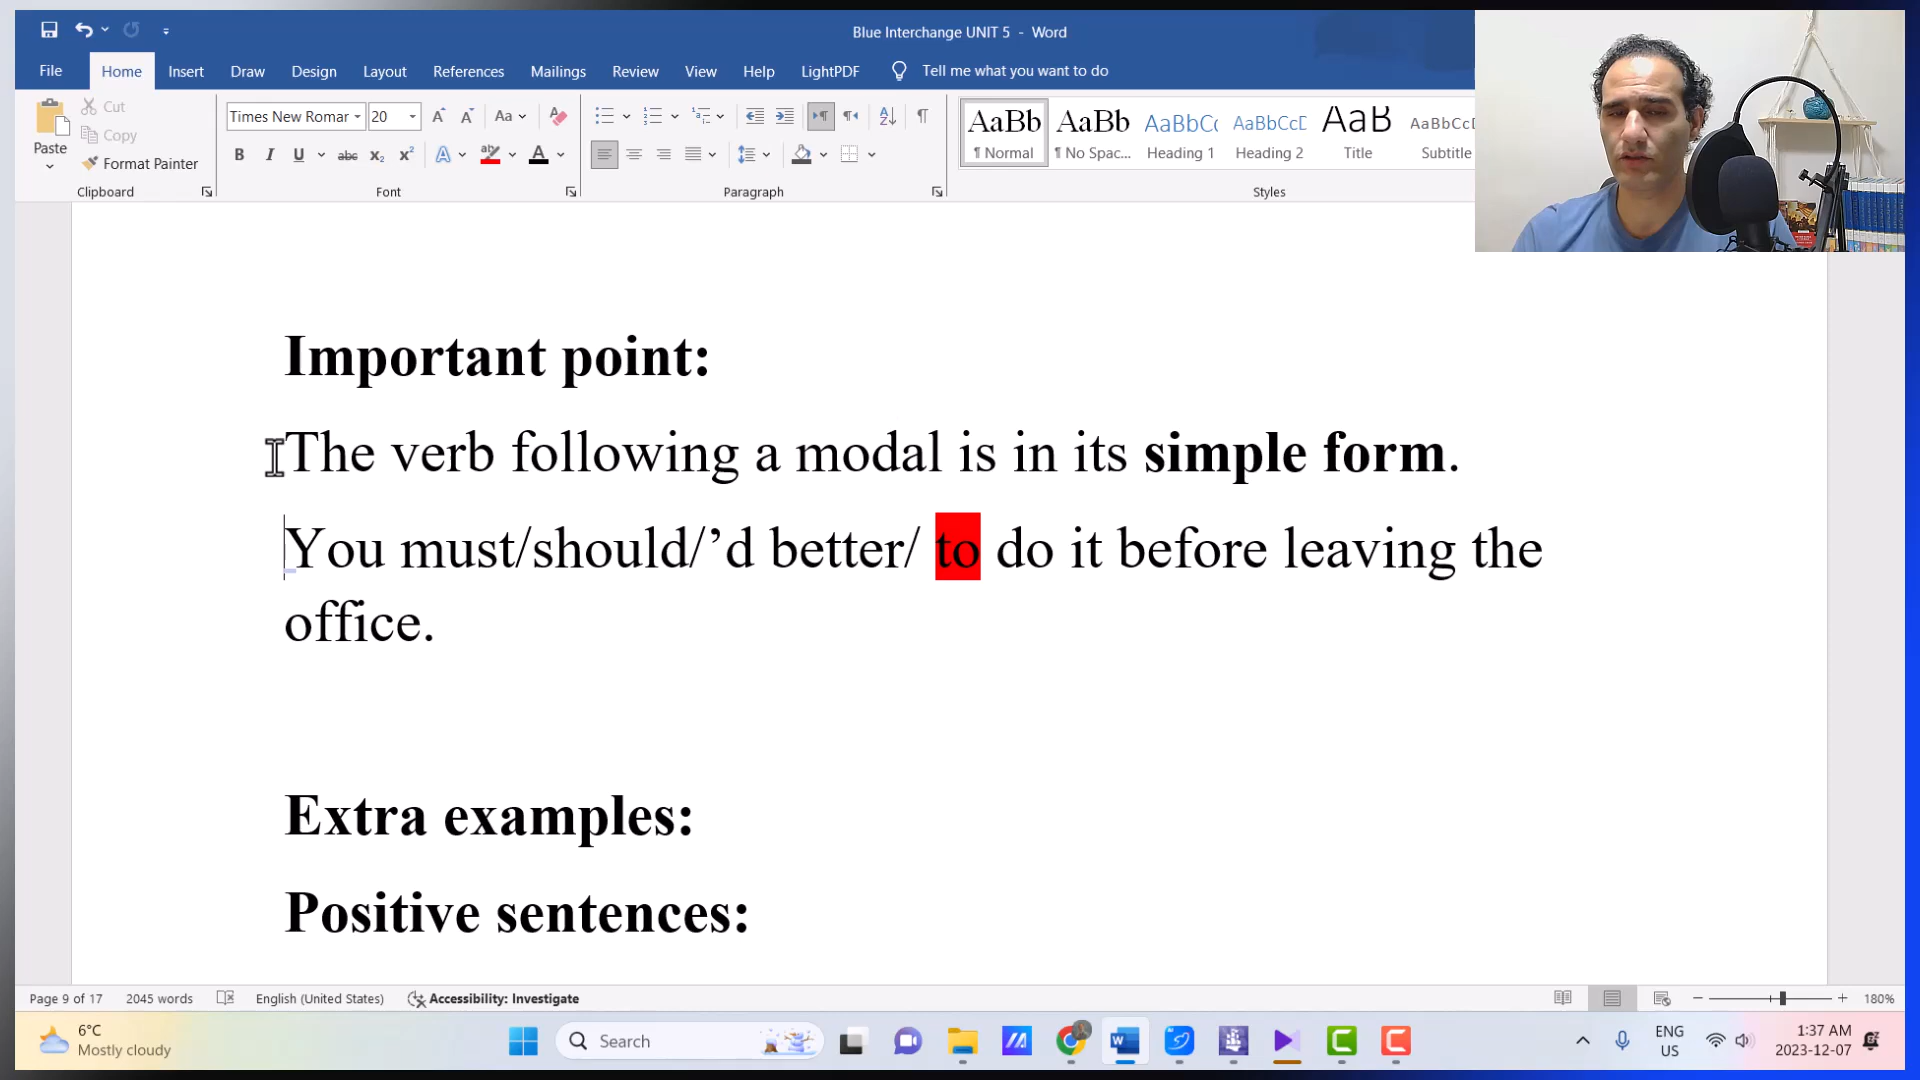 Blue Interchange UNIT 5 - Word
File Home Insert Draw Design Layout References Mailings Review View Help LightPDF Tell me what you want to do
Paste
Cut
Copy
Format Painter
Clipboard
Times New Romar 20
Font
Paragraph
AaBb AaBb AaBbCc AaBbCcD AaB AaBbCcD
¶ Normal ¶ No Spac... Heading 1 Heading 2 Title Subtitle
Styles
Important point:
The verb following a modal is in its simple form.
You must/should/’d better/ to do it before leaving the
office.
Extra examples:
Positive sentences:
Page 9 of 17 2045 words English (United States) Accessibility: Investigate 180%
6°C
Mostly cloudy
Search
ENG
US
1:37 AM
2023-12-07